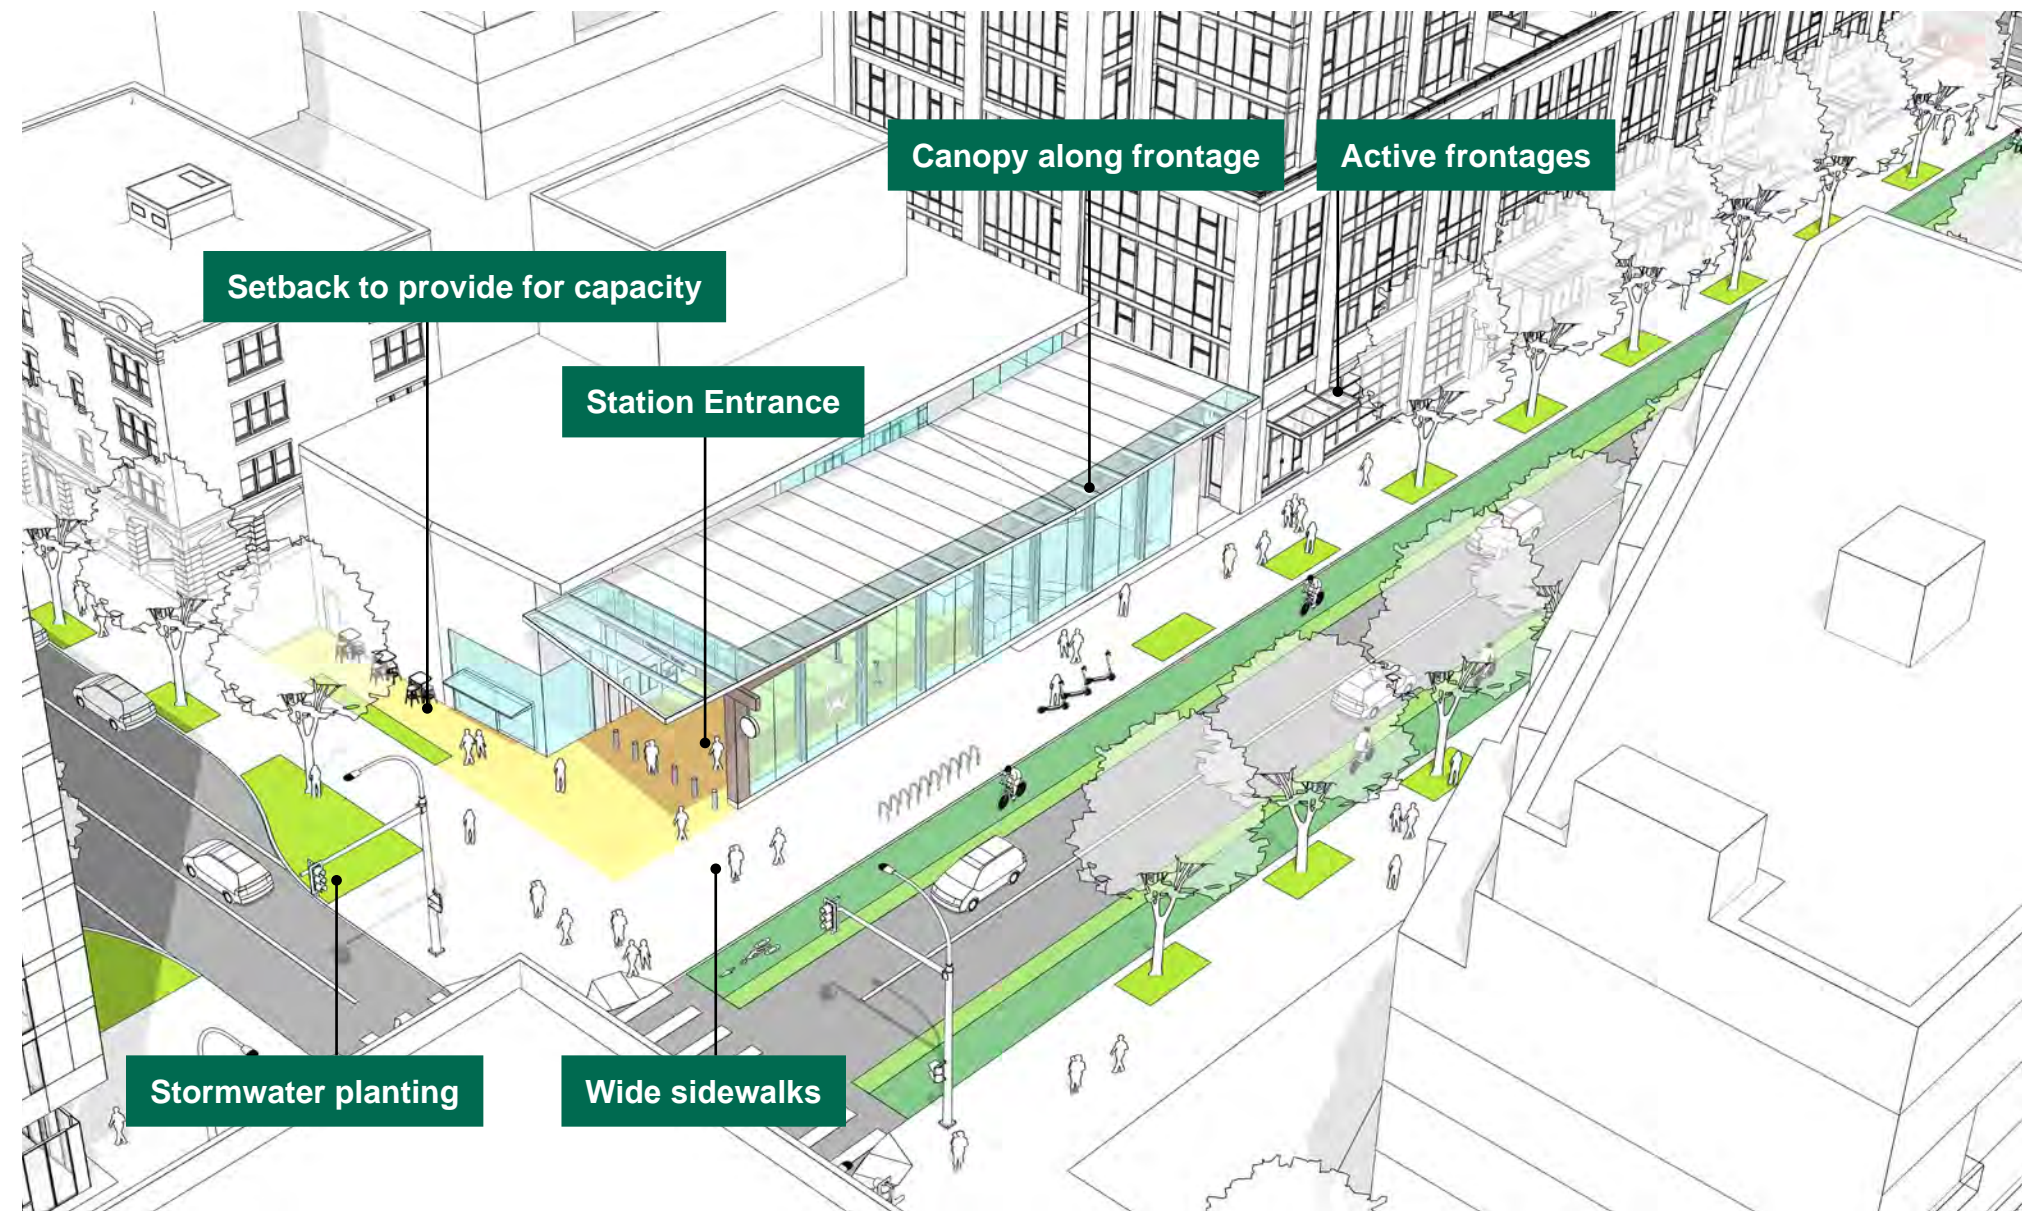 Canopy along frontage
Active frontages
Setback to provide for capacity
Station Entrance
Stormwater planting
Wide sidewalks